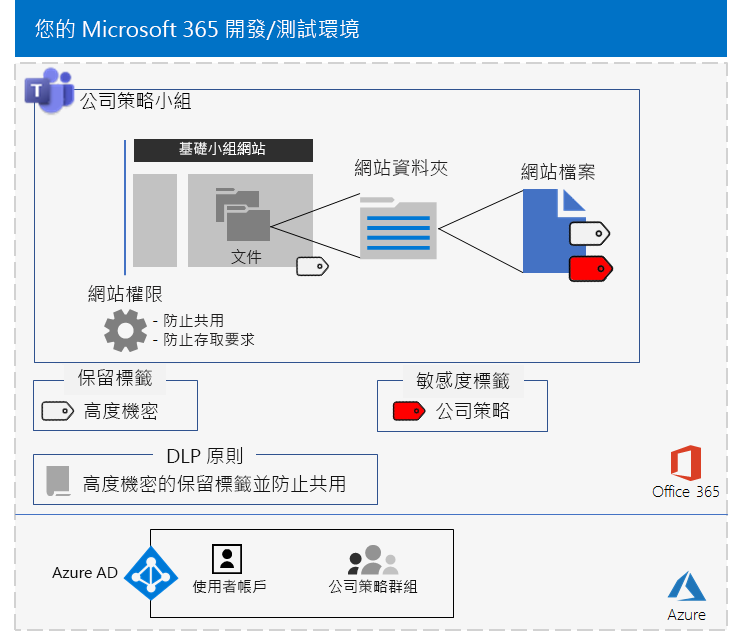 您的 Microsoft 365 開發/測試環境
T
公司策略小組
基礎小組網站
網站資料夾
網站檔案
文件
網站權限
- 防止共用
- 防止存取要求
保留標籤
高度機密
敏感度標籤
公司策略
DLP 原則
高度機密的保留標籤並防止共用
Office 365
Azure AD
使用者帳戶
公司策略群組
Azure